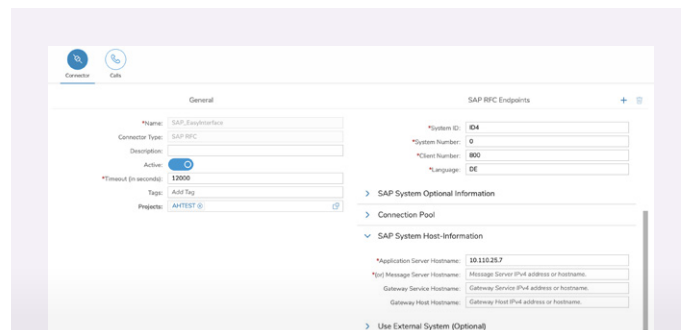 Connector
Calls
General
*Name: SAP_EasyInterface
Connector Type: SAP RFC
Description:
Active:
*Timeout (in seconds): 12000
Tags: Add Tag
Projects: AHTEST
SAP RFC Endpoints
*System ID: ID4
*System Number: 0
*Client Number: 800
*Language: DE
SAP System Optional Information
Connection Pool
SAP System Host-Information
*Application Server Hostname: 10.110.25.7
*(or) Message Server Hostname: Message Server IPv4 address or hostname.
Gateway Service Hostname: Gateway Service IPv4 address or hostname.
Gateway Host Hostname: Gateway Host IPv4 address or hostname.
Use External System (Optional)